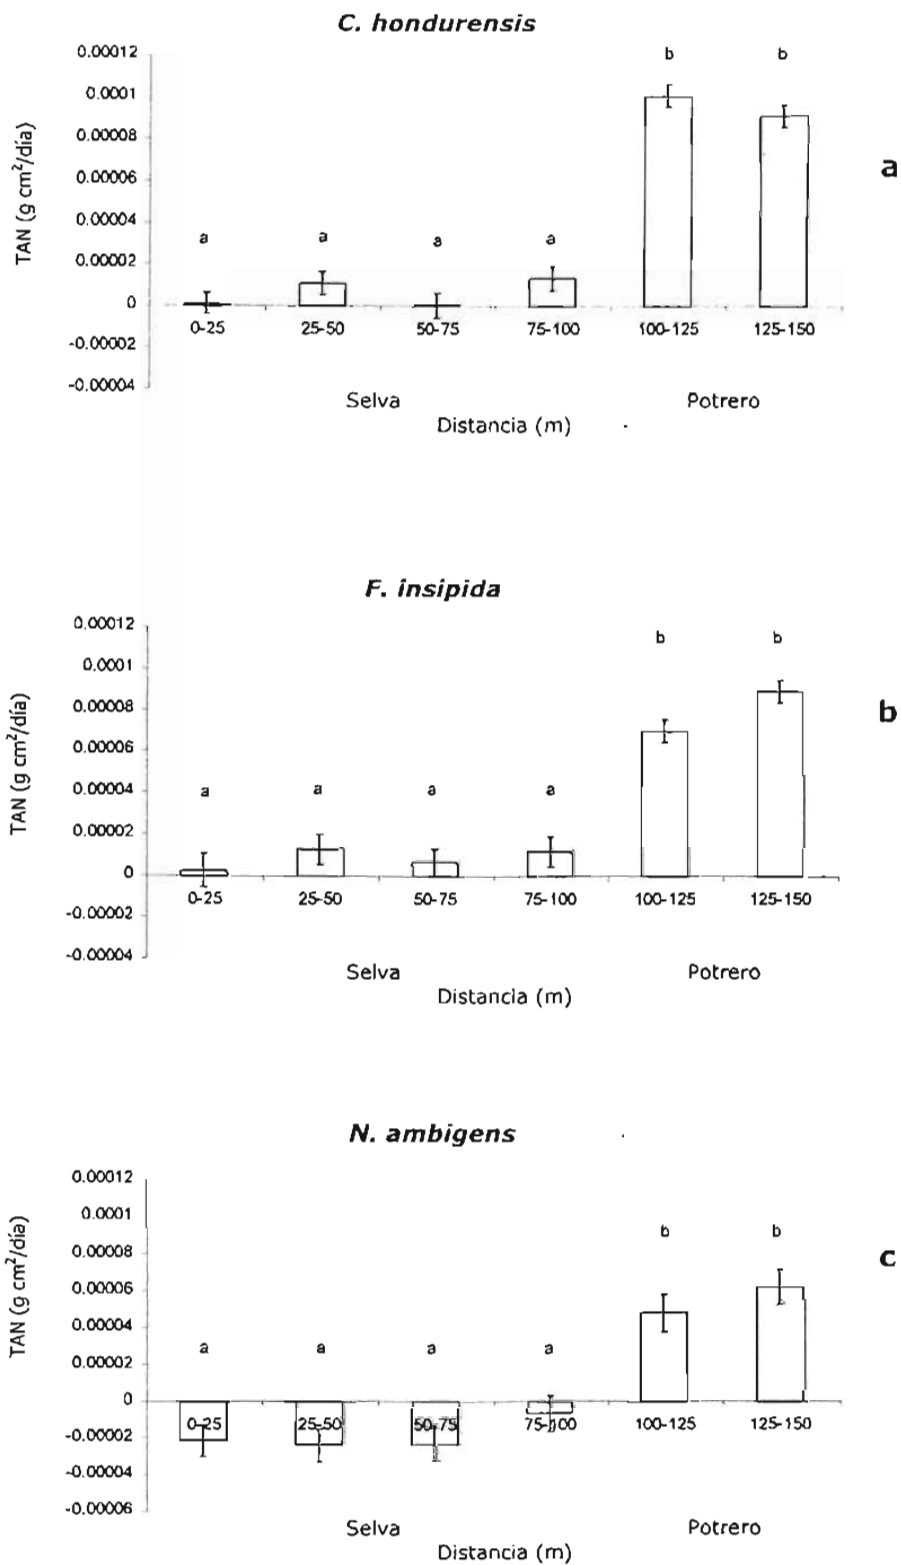 C. hondurensis
TAN (g cm²/día)
0.00012
0.0001
0.00008
0.00006
0.00004
0.00002
0
-0.00002
-0.00004
a a a a b b
0-25 25-50 50-75 75-100 100-125 125-150
Selva Potrero
Distancia (m)
a
F. insipida
TAN (g cm²/día)
0.00012
0.0001
0.00008
0.00006
0.00004
0.00002
0
-0.00002
-0.00004
a a a a b b
0-25 25-50 50-75 75-100 100-125 125-150
Selva Potrero
Distancia (m)
b
N. ambigens
TAN (g cm²/día)
0.00012
0.0001
0.00008
0.00006
0.00004
0.00002
0
-0.00002
-0.00004
-0.00006
a a a a b b
0-25 25-50 50-75 75-100 100-125 125-150
Selva Potrero
Distancia (m)
c